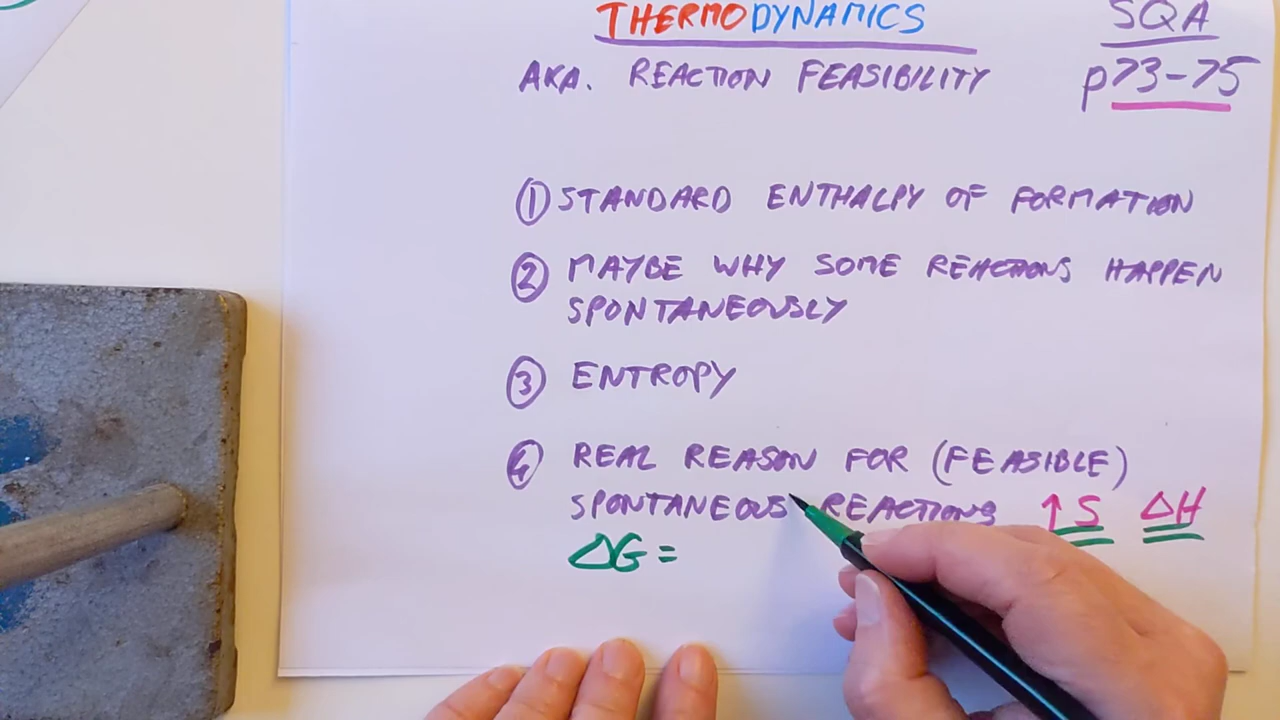 THERMODYNAMICS
SQA
AKA. REACTION FEASIBILITY
p73-75
① STANDARD ENTHALPY OF FORMATION
② MAYBE WHY SOME REACTIONS HAPPEN
SPONTANEOUSLY
③ ENTROPY
④ REAL REASON FOR (FEASIBLE)
SPONTANEOUS REACTIONS ↑S ΔH
ΔG =